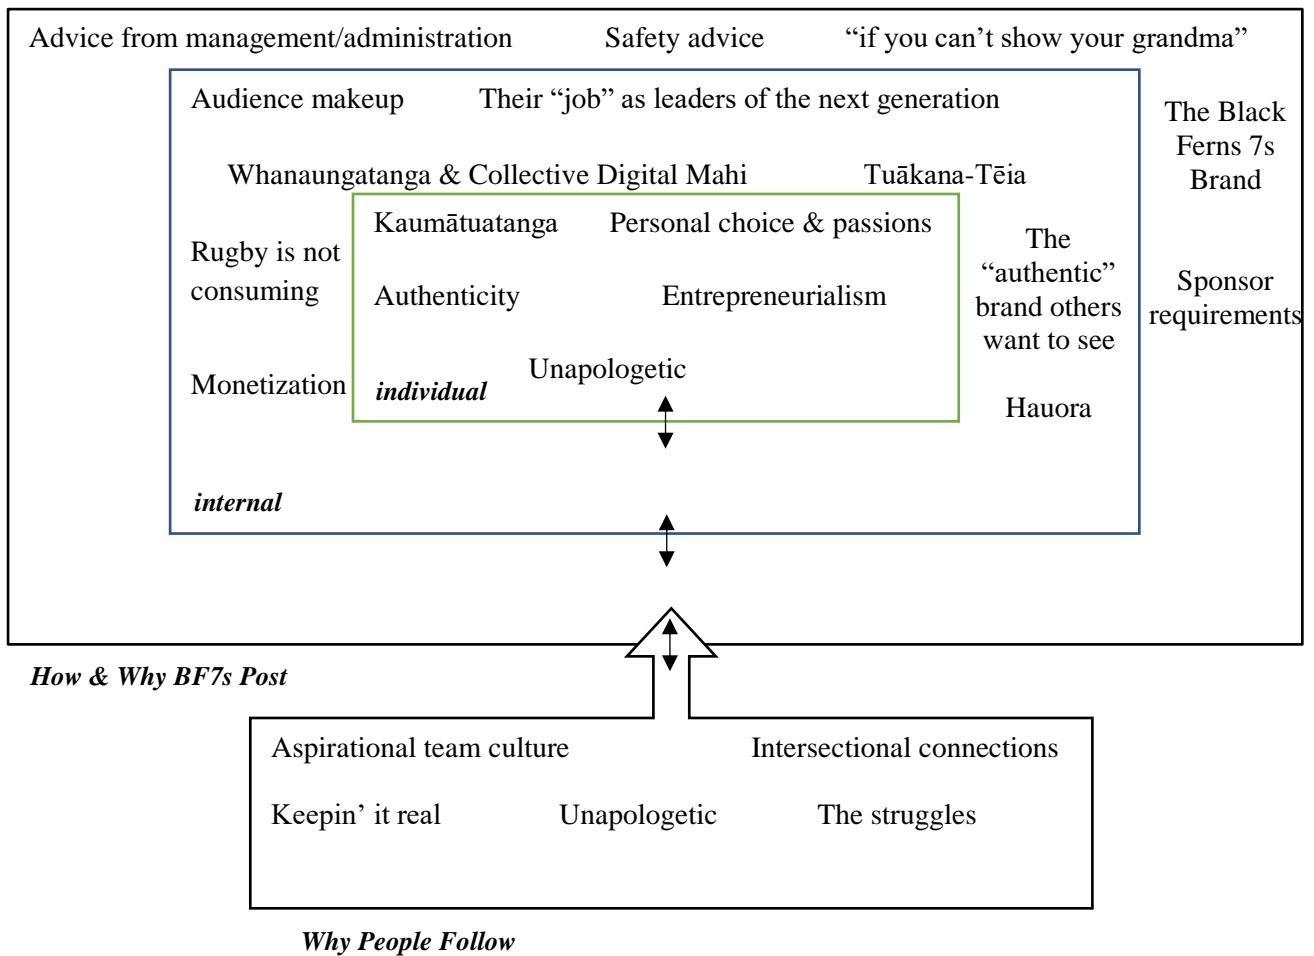 Advice from management/administration
Safety advice
“if you can’t show your grandma”
Audience makeup
Their “job” as leaders of the next generation
The Black
Ferns 7s
Brand
Whanaungatanga & Collective Digital Mahi
Tuākana-Tēia
Kaumātuatanga
Personal choice & passions
Rugby is not
consuming
The
“authentic”
brand others
want to see
Sponsor
requirements
Authenticity
Entrepreneurialism
Unapologetic
Monetization
individual
Hauora
internal
How & Why BF7s Post
Aspirational team culture
Intersectional connections
Keepin’ it real
Unapologetic
The struggles
Why People Follow